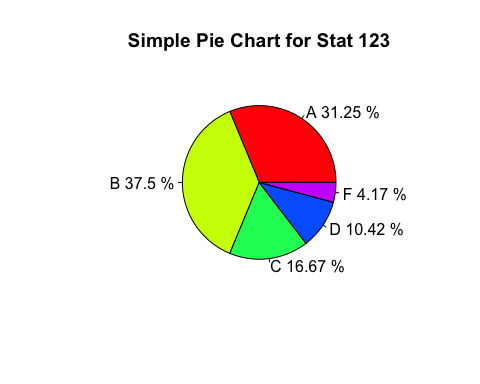 Simple Pie Chart for Stat 123
A 31.25 %
B 37.5 %
F 4.17 %
D 10.42 %
C 16.67 %